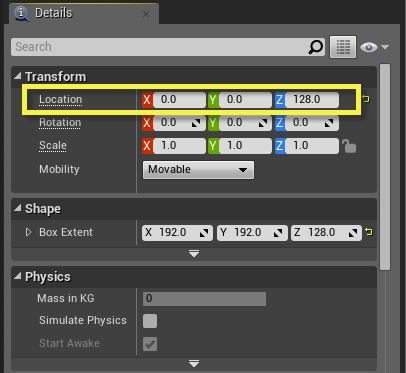 Details
Search
Transform
Location X 0.0 Y 0.0 Z 128.0
Rotation X 0.0 Y 0.0 Z 0.0
Scale X 1.0 Y 1.0 Z 1.0
Mobility Movable
Shape
Box Extent X 192.0 Y 192.0 Z 128.0
Physics
Mass in KG 0
Simulate Physics
Start Awake